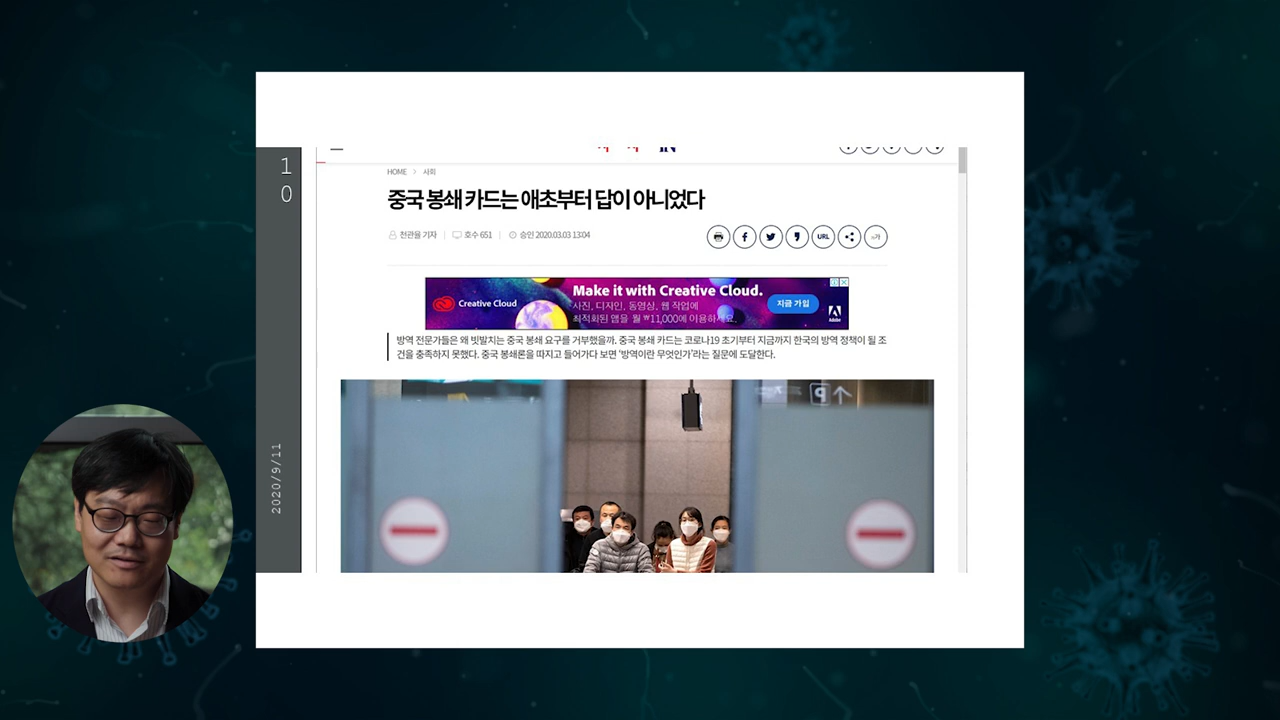 10
2020/9/11
HOME > 사회
중국 봉쇄 카드는 애초부터 답이 아니었다
천관율 기자 | 호수 651 | 승인 2020.03.03 13:04
URL
가
Creative Cloud
Make it with Creative Cloud.
사진, 디자인, 동영상, 웹 작업에
최적화된 앱을 월 ₩11,000에 이용하세요.
지금 가입
Adobe
방역 전문가들은 왜 빗발치는 중국 봉쇄 요구를 거부했을까. 중국 봉쇄 카드는 코로나19 초기부터 지금까지 한국의 방역 정책이 될 조
건을 충족하지 못했다. 중국 봉쇄론을 따지고 들어가다 보면 '방역이란 무엇인가'라는 질문에 도달한다.
P